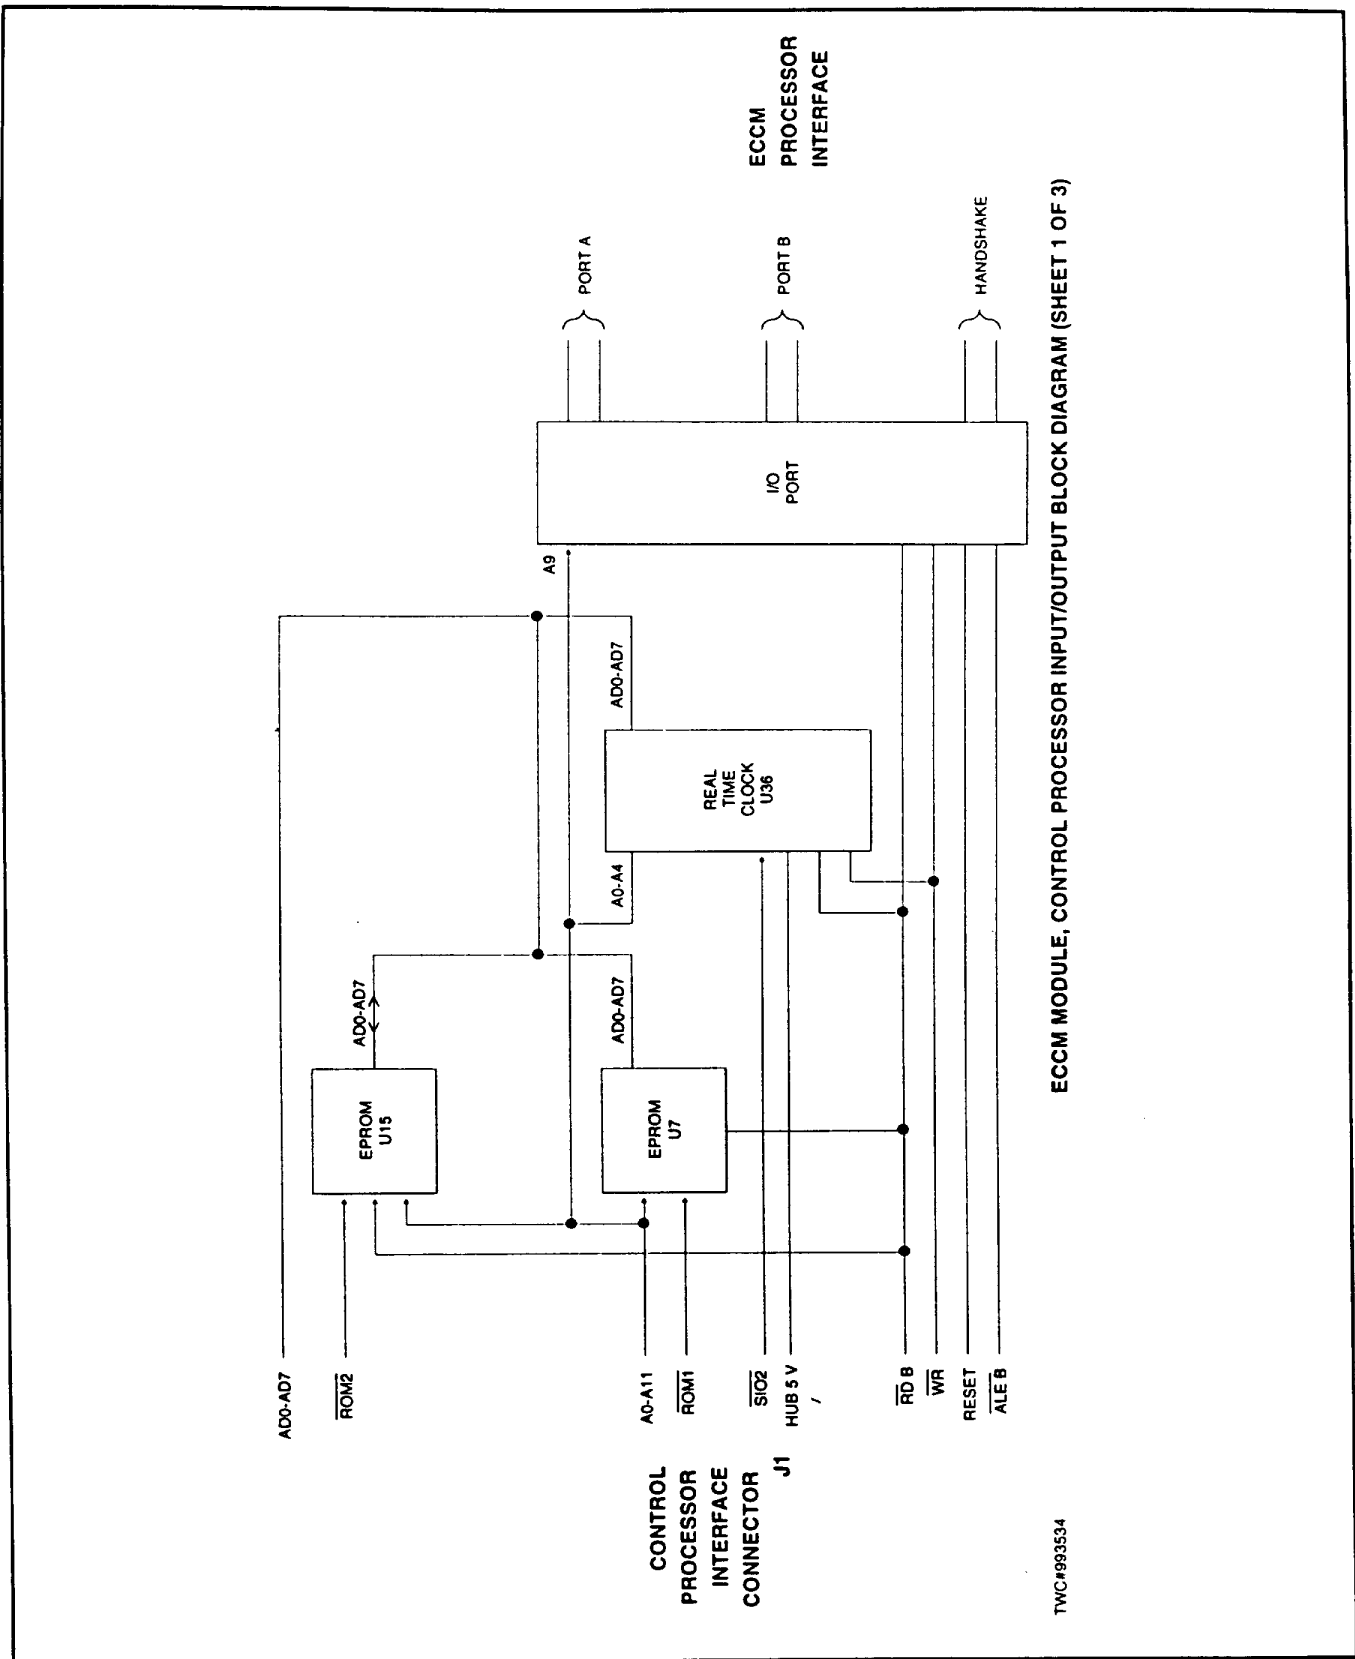 AD0-AD7
ROM2
A0-A11
ROM1
SIO2
HUB 5 V
/
RD B
WR
RESET
ALE B
CONTROL
PROCESSOR
INTERFACE
CONNECTOR
J1
EPROM
U15
AD0-AD7
EPROM
U7
AD0-AD7
A0-A4
REAL
TIME
CLOCK
U36
AD0-AD7
A9
I/O
PORT
PORT A
PORT B
HANDSHAKE
ECCM
PROCESSOR
INTERFACE
ECCM MODULE, CONTROL PROCESSOR INPUT/OUTPUT BLOCK DIAGRAM (SHEET 1 OF 3)
TWC#993534